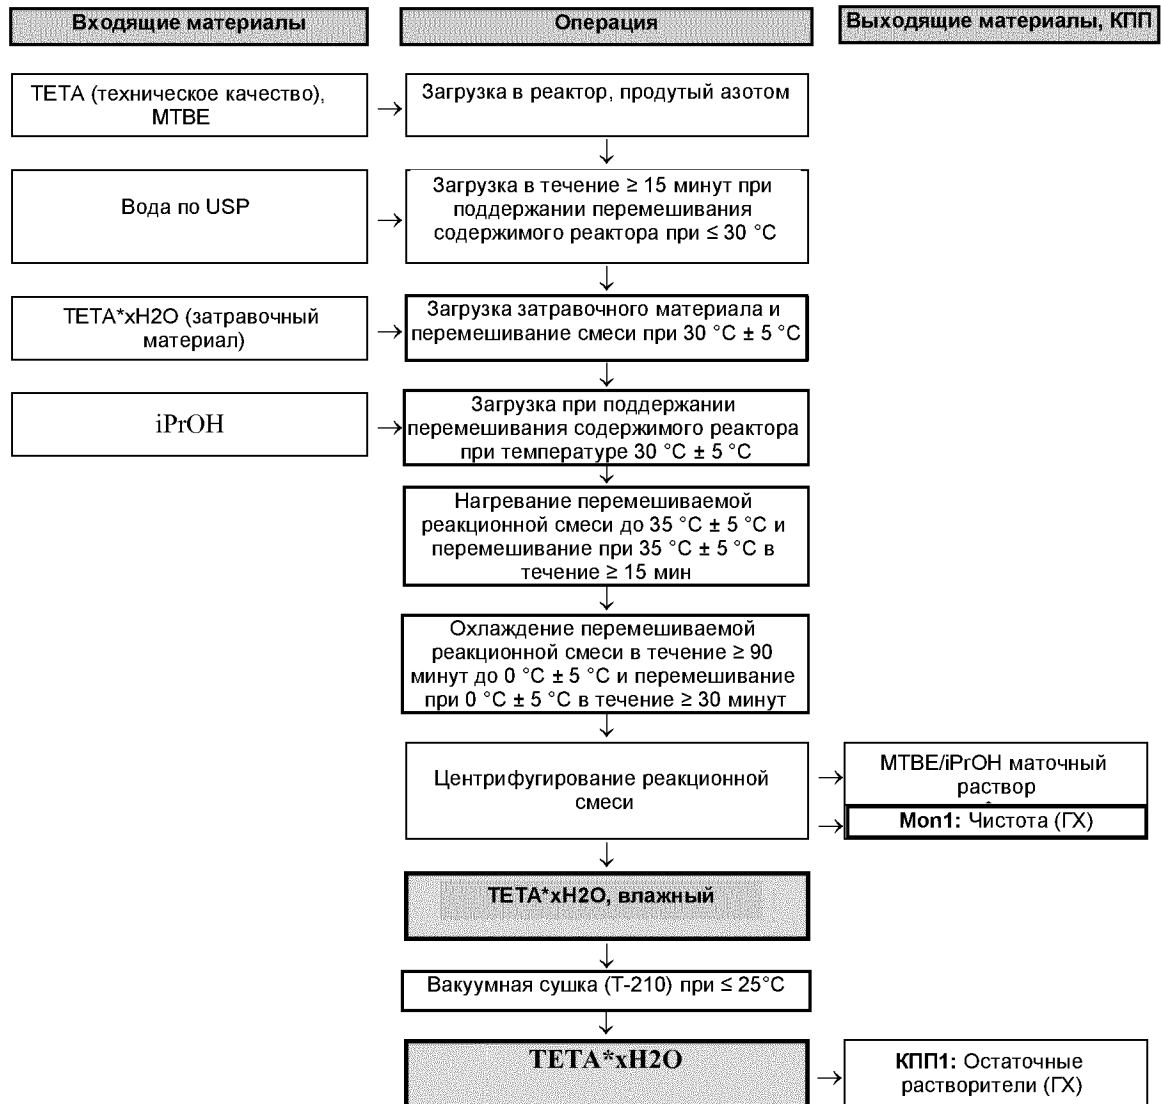 Входящие материалы
Операция
Выходящие материалы, КПП
ТЕТА (техническое качество),
МТВЕ
Загрузка в реактор, продутый азотом
Вода по USP
Загрузка в течение ≥ 15 минут при
поддержании перемешивания
содержимого реактора при ≤ 30 °C
ТЕТА*xH2O (затравочный
материал)
Загрузка затравочного материала и
перемешивание смеси при 30 °C ± 5 °C
iPrOH
Загрузка при поддержании
перемешивания содержимого реактора
при температуре 30 °C ± 5 °C
Нагревание перемешиваемой
реакционной смеси до 35 °C ± 5 °C и
перемешивание при 35 °C ± 5 °C в
течение ≥ 15 мин
Охлаждение перемешиваемой
реакционной смеси в течение ≥ 90
минут до 0 °C ± 5 °C и перемешивание
при 0 °C ± 5 °C в течение ≥ 30 минут
Центрифугирование реакционной
смеси
МТВЕ/iPrOH маточный
раствор
Mon1: Чистота (ГХ)
ТЕТА*xH2O, влажный
Вакуумная сушка (Т-210) при ≤ 25°C
ТЕТА*xH2O
КПП1: Остаточные
растворители (ГХ)